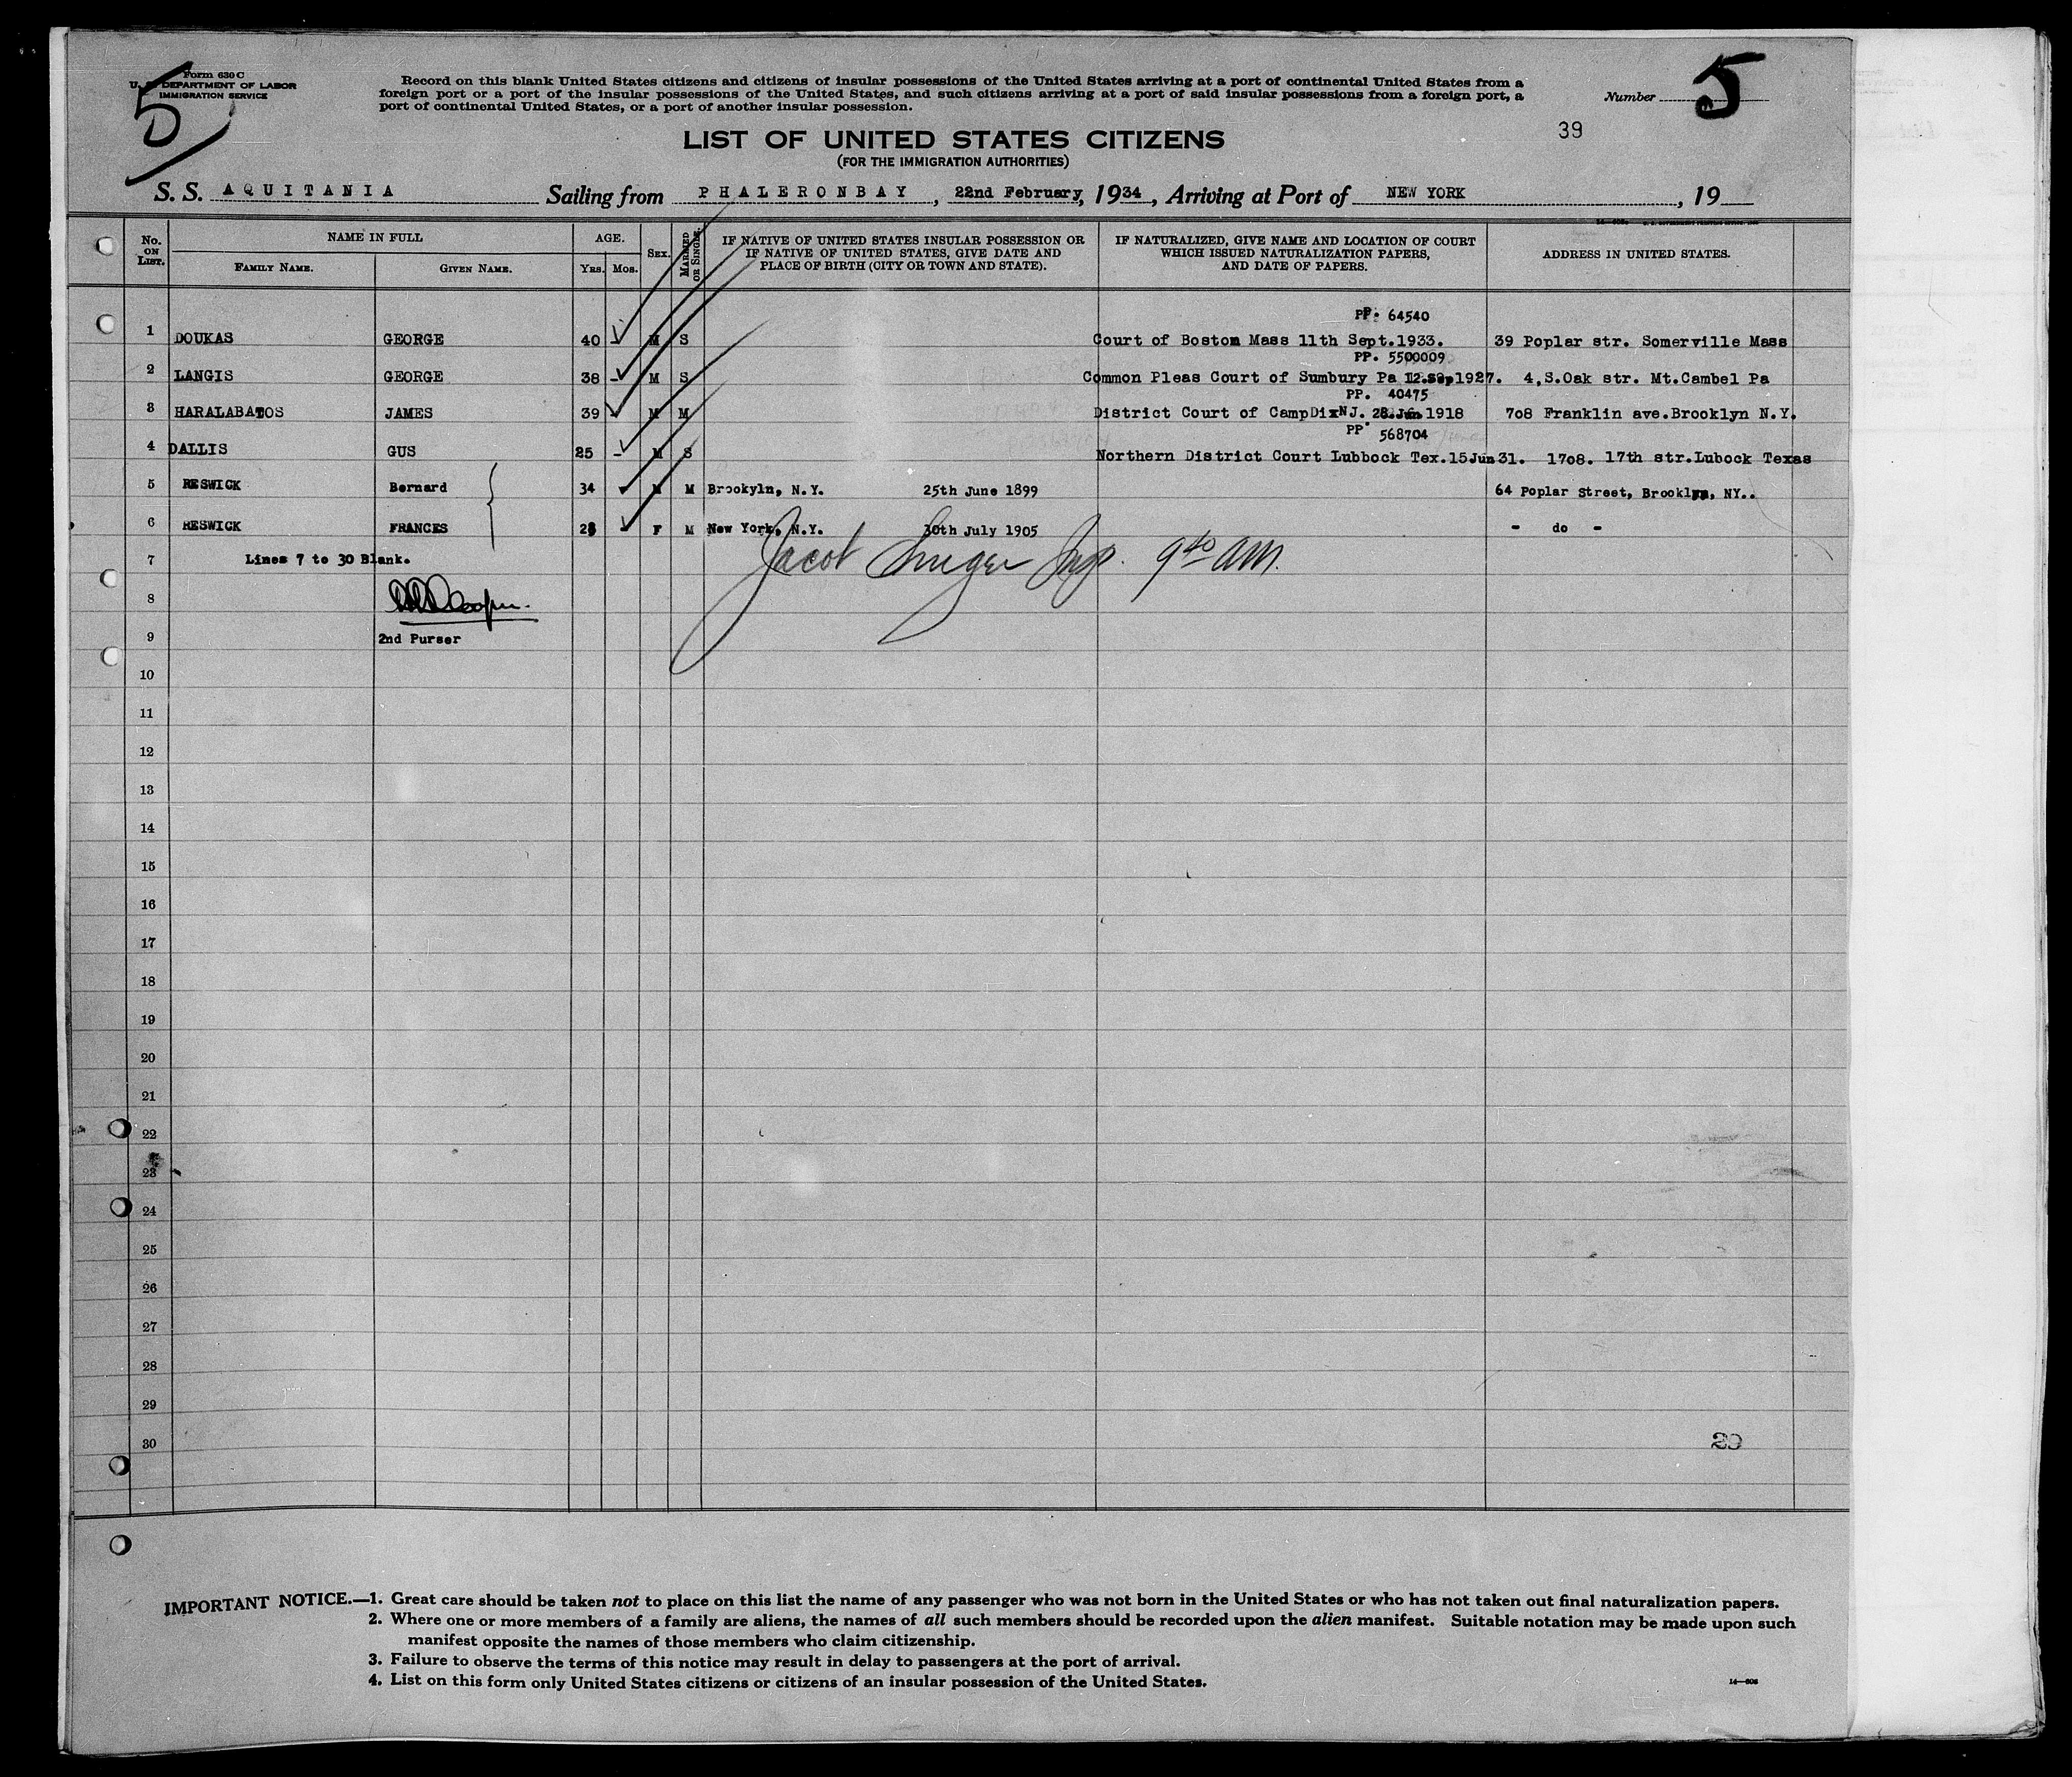 Form 630 C
U. S. DEPARTMENT OF LABOR
IMMIGRATION SERVICE
5
Record on this blank United States citizens and citizens of insular possessions of the United States arriving at a port of continental United States from a
foreign port or a port of the insular possessions of the United States, and such citizens arriving at a port of said insular possessions from a foreign port, a
port of continental United States, or a port of another insular possession.
Number 5
LIST OF UNITED STATES CITIZENS
39
(FOR THE IMMIGRATION AUTHORITIES)
S. S. AQUITANIA Sailing from PHALERONBAY, 22nd February, 1934, Arriving at Port of NEW YORK, 19
No. ON LIST. NAME IN FULL FAMILY NAME. GIVEN NAME. AGE. YRS. MOS. SEX. MARRIED OR SINGLE. IF NATIVE OF UNITED STATES INSULAR POSSESSION OR IF NATIVE OF UNITED STATES, GIVE DATE AND PLACE OF BIRTH (CITY OR TOWN AND STATE). IF NATURALIZED, GIVE NAME AND LOCATION OF COURT WHICH ISSUED NATURALIZATION PAPERS, AND DATE OF PAPERS. ADDRESS IN UNITED STATES.
PP. 64540
1 DOUKAS GEORGE 40 M S Court of Boston Mass 11th Sept.1933. 39 Poplar str. Somerville Mass
PP. 5500009
2 LANGIS GEORGE 38 - M S Common Pleas Court of Sumbury Pa 12.Sep1927. 4,S.Oak str. Mt.Cambel Pa
PP. 40475
3 HARALABATOS JAMES 39 M M District Court of CampDixN J. 28.Jun 1918 708 Franklin ave.Brooklyn N.Y.
PP 568704
4 DALLIS GUS 25 - M S Northern District Court Lubbock Tex.15Jun31. 1708. 17th str.Lubock Texas
5 RESWICK Bernard 34 M M Brookyln, N.Y. 25th June 1899 64 Poplar Street, Brooklyn, NY..
6 RESWICK FRANCES 28 F M New York, N.Y. 30th July 1905 - do -
7 Lines 7 to 30 Blank.
Jacob Insp. 9 40 AM.
8 Cooper.
9 2nd Purser
10
11
12
13
14
15
16
17
18
19
20
21
22
23
24
25
26
27
28
29
30
20
IMPORTANT NOTICE.—1. Great care should be taken not to place on this list the name of any passenger who was not born in the United States or who has not taken out final naturalization papers.
2. Where one or more members of a family are aliens, the names of all such members should be recorded upon the alien manifest. Suitable notation may be made upon such
manifest opposite the names of those members who claim citizenship.
3. Failure to observe the terms of this notice may result in delay to passengers at the port of arrival.
4. List on this form only United States citizens or citizens of an insular possession of the United States.
14—608